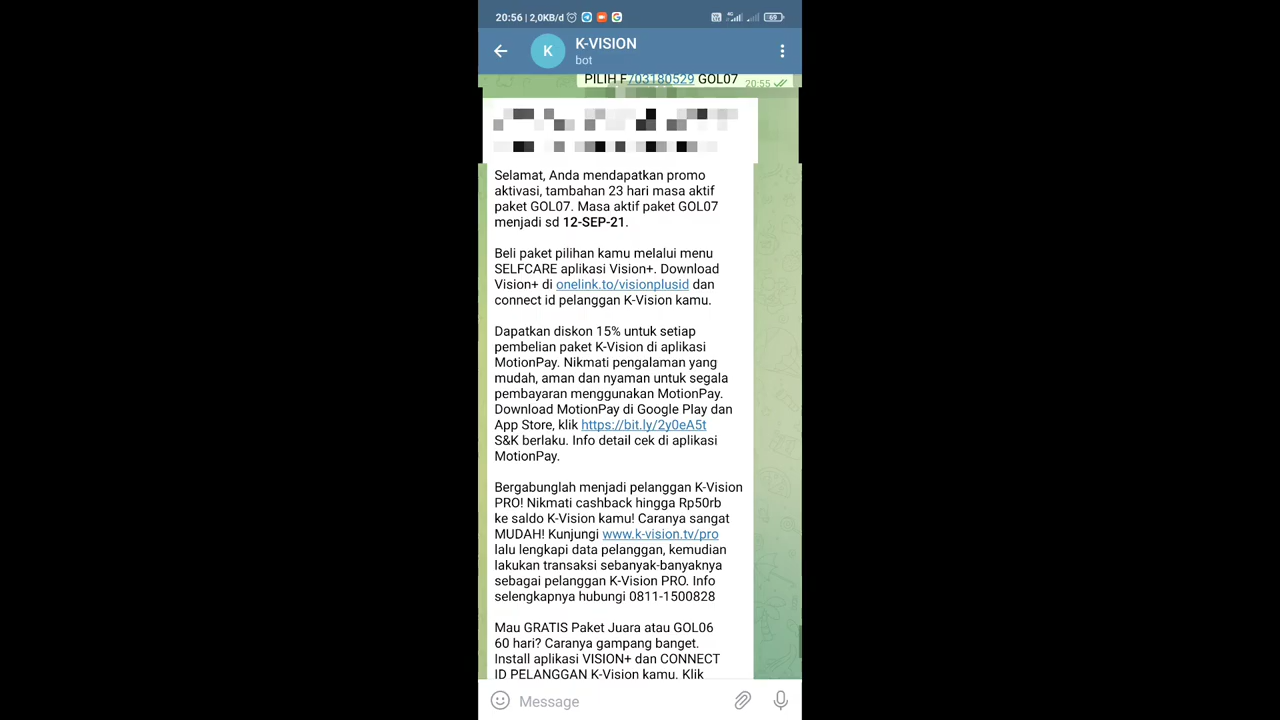 20:56 | 2,0KB/d
69
K
K-VISION
bot
PILIH F703180529 GOL07
20:55
Selamat, Anda mendapatkan promo
aktivasi, tambahan 23 hari masa aktif
paket GOL07. Masa aktif paket GOL07
menjadi sd 12-SEP-21.
Beli paket pilihan kamu melalui menu
SELFCARE aplikasi Vision+. Download
Vision+ di onelink.to/visionplusid dan
connect id pelanggan K-Vision kamu.
Dapatkan diskon 15% untuk setiap
pembelian paket K-Vision di aplikasi
MotionPay. Nikmati pengalaman yang
mudah, aman dan nyaman untuk segala
pembayaran menggunakan MotionPay.
Download MotionPay di Google Play dan
App Store, klik https://bit.ly/2y0eA5t
S&K berlaku. Info detail cek di aplikasi
MotionPay.
Bergabunglah menjadi pelanggan K-Vision
PRO! Nikmati cashback hingga Rp50rb
ke saldo K-Vision kamu! Caranya sangat
MUDAH! Kunjungi www.k-vision.tv/pro
lalu lengkapi data pelanggan, kemudian
lakukan transaksi sebanyak-banyaknya
sebagai pelanggan K-Vision PRO. Info
selengkapnya hubungi 0811-1500828
Mau GRATIS Paket Juara atau GOL06
60 hari? Caranya gampang banget.
Install aplikasi VISION+ dan CONNECT
ID PELANGGAN K-Vision kamu. Klik
Message